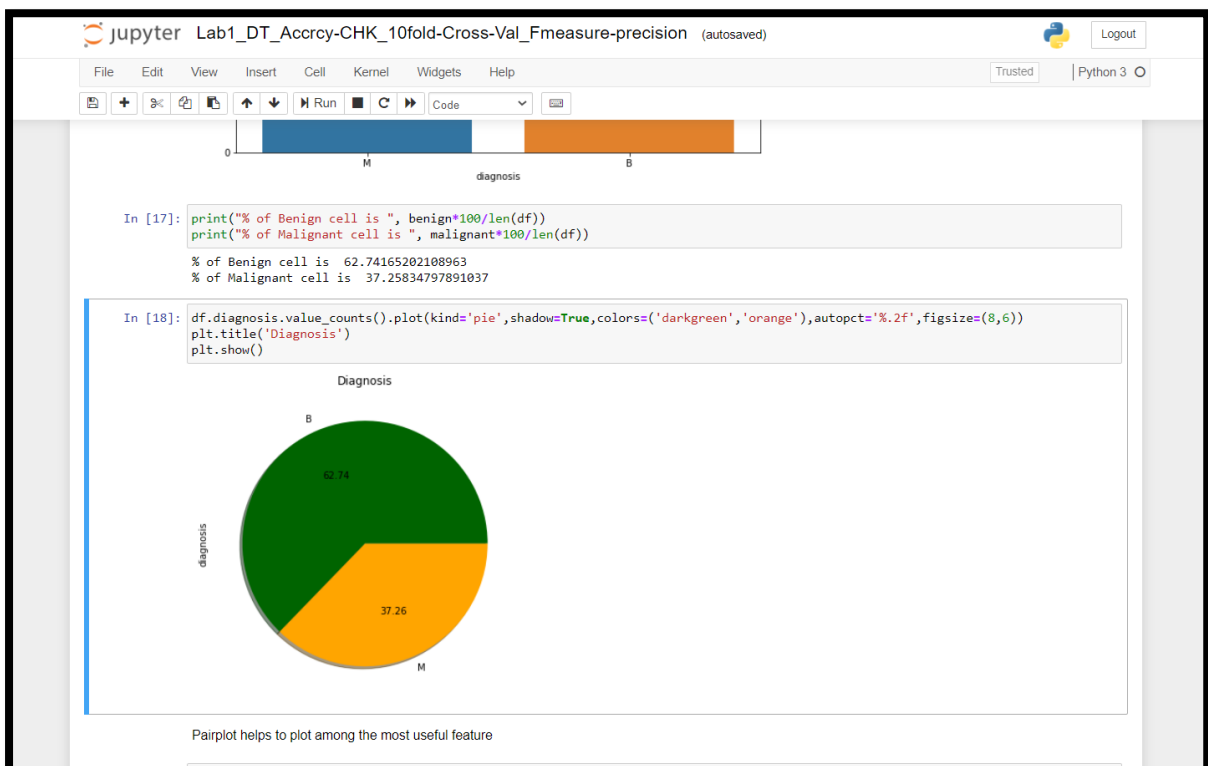 jupyter Lab1_DT_Accrcy-CHK_10fold-Cross-Val_Fmeasure-precision (autosaved)
Logout
File Edit View Insert Cell Kernel Widgets Help
Trusted
Python 3
Run
Code
0
M
B
diagnosis
In [17]: print("% of Benign cell is ", benign*100/len(df))
print("% of Malignant cell is ", malignant*100/len(df))
% of Benign cell is  62.74165202108963
% of Malignant cell is  37.25834797891037
In [18]: df.diagnosis.value_counts().plot(kind='pie',shadow=True,colors=('darkgreen','orange'),autopct='%.2f',figsize=(8,6))
plt.title('Diagnosis')
plt.show()
Diagnosis
B
62.74
diagnosis
37.26
M
Pairplot helps to plot among the most useful feature